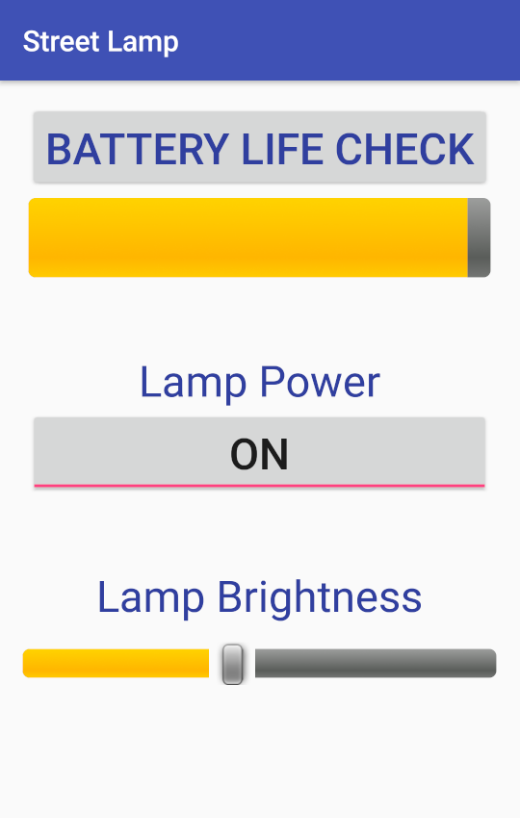 Street Lamp
BATTERY LIFE CHECK
Lamp Power
ON
Lamp Brightness